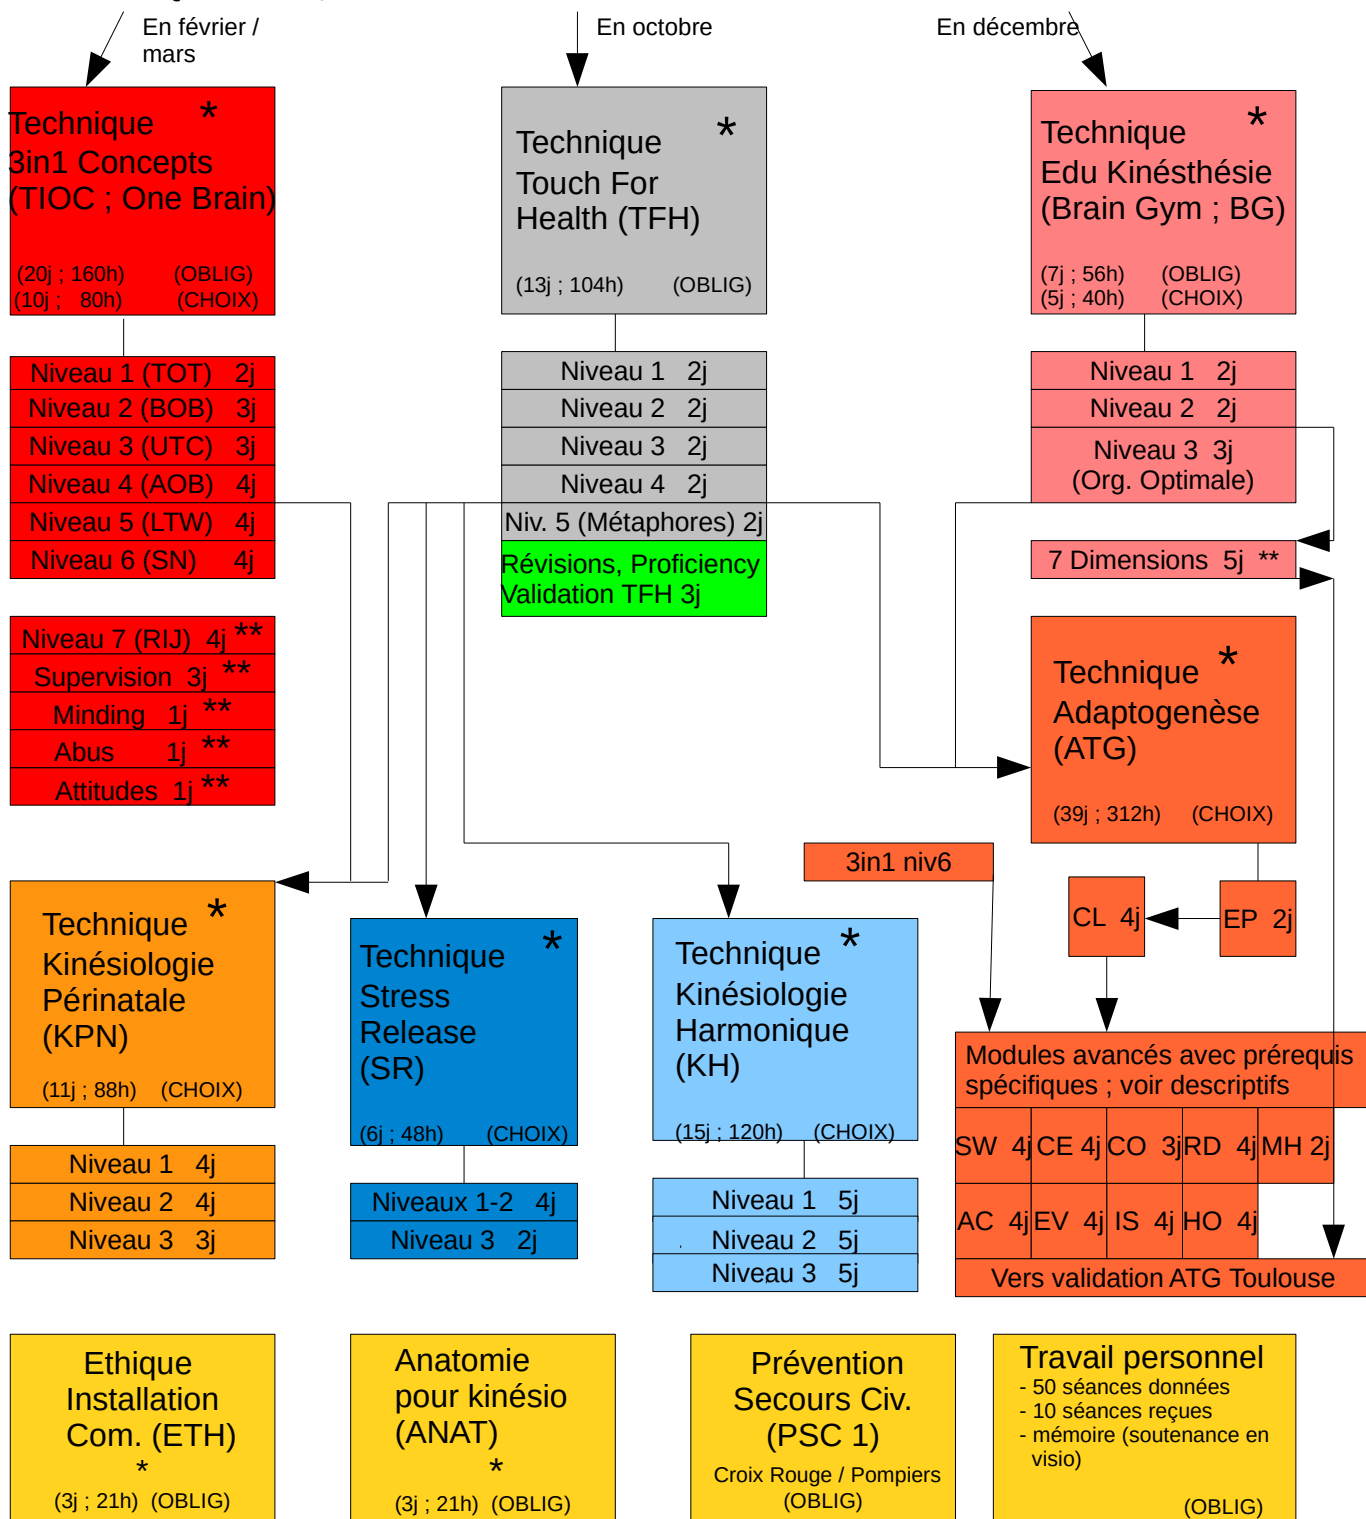 En février /
mars
En octobre
En décembre
Technique *
3in1 Concepts
(TIOC ; One Brain)
(20j ; 160h) (OBLIG)
(10j ; 80h) (CHOIX)
Technique *
Touch For
Health (TFH)
(13j ; 104h) (OBLIG)
Technique *
Edu Kinésthésie
(Brain Gym ; BG)
(7j ; 56h) (OBLIG)
(5j ; 40h) (CHOIX)
Niveau 1 (TOT) 2j
Niveau 2 (BOB) 3j
Niveau 3 (UTC) 3j
Niveau 4 (AOB) 4j
Niveau 5 (LTW) 4j
Niveau 6 (SN) 4j
Niveau 1 2j
Niveau 2 2j
Niveau 3 2j
Niveau 4 2j
Niv. 5 (Métaphores) 2j
Révisions, Proficiency
Validation TFH 3j
Niveau 1 2j
Niveau 2 2j
Niveau 3 3j
(Org. Optimale)
7 Dimensions 5j **
Niveau 7 (RIJ) 4j **
Supervision 3j **
Minding 1j **
Abus 1j **
Attitudes 1j **
Technique *
Adaptogenèse
(ATG)
(39j ; 312h) (CHOIX)
3in1 niv6
CL 4j
EP 2j
Technique *
Kinésiologie
Périnatale
(KPN)
(11j ; 88h) (CHOIX)
Technique *
Stress
Release
(SR)
(6j ; 48h) (CHOIX)
Technique *
Kinésiologie
Harmonique
(KH)
(15j ; 120h) (CHOIX)
Modules avancés avec prérequis
spécifiques ; voir descriptifs
SW 4j CE 4j CO 3j RD 4j MH 2j
AC 4j EV 4j IS 4j HO 4j
Vers validation ATG Toulouse
Niveau 1 4j
Niveau 2 4j
Niveau 3 3j
Niveaux 1-2 4j
Niveau 3 2j
Niveau 1 5j
Niveau 2 5j
Niveau 3 5j
Ethique
Installation
Com. (ETH)
*
(3j ; 21h) (OBLIG)
Anatomie
pour kinésio
(ANAT)
*
(3j ; 21h) (OBLIG)
Prévention
Secours Civ.
(PSC 1)
Croix Rouge / Pompiers
(OBLIG)
Travail personnel
- 50 séances données
- 10 séances reçues
- mémoire (soutenance en
visio)
(OBLIG)